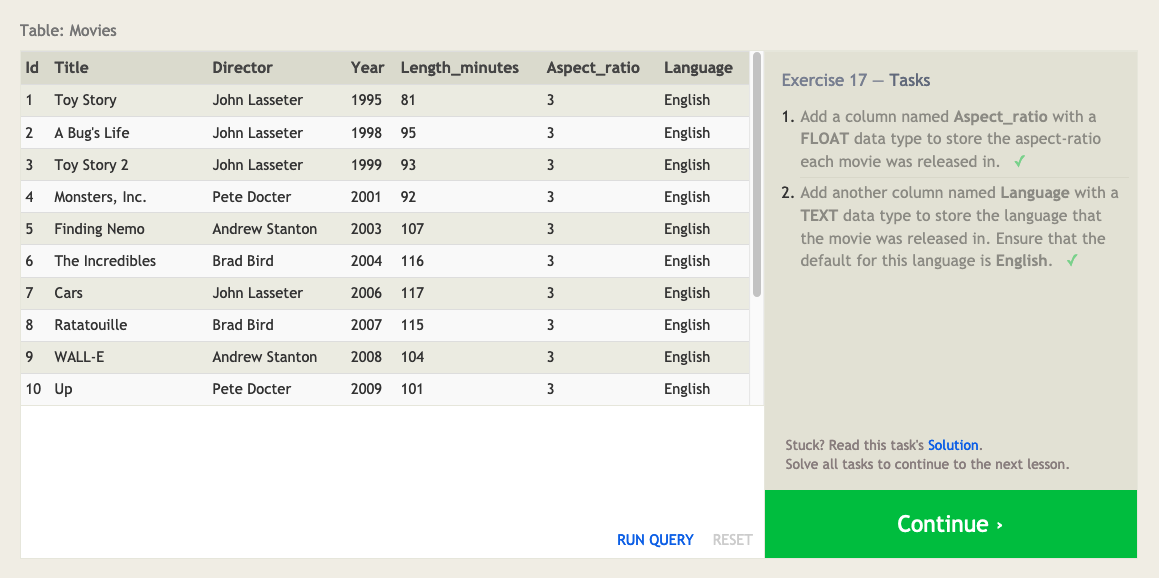 Table: Movies
Id Title Director Year Length_minutes Aspect_ratio Language
1 Toy Story John Lasseter 1995 81 3 English
2 A Bug's Life John Lasseter 1998 95 3 English
3 Toy Story 2 John Lasseter 1999 93 3 English
4 Monsters, Inc. Pete Docter 2001 92 3 English
5 Finding Nemo Andrew Stanton 2003 107 3 English
6 The Incredibles Brad Bird 2004 116 3 English
7 Cars John Lasseter 2006 117 3 English
8 Ratatouille Brad Bird 2007 115 3 English
9 WALL-E Andrew Stanton 2008 104 3 English
10 Up Pete Docter 2009 101 3 English
RUN QUERY RESET
Exercise 17 — Tasks
1. Add a column named Aspect_ratio with a
FLOAT data type to store the aspect-ratio
each movie was released in. ✓
2. Add another column named Language with a
TEXT data type to store the language that
the movie was released in. Ensure that the
default for this language is English. ✓
Stuck? Read this task's Solution.
Solve all tasks to continue to the next lesson.
Continue ›